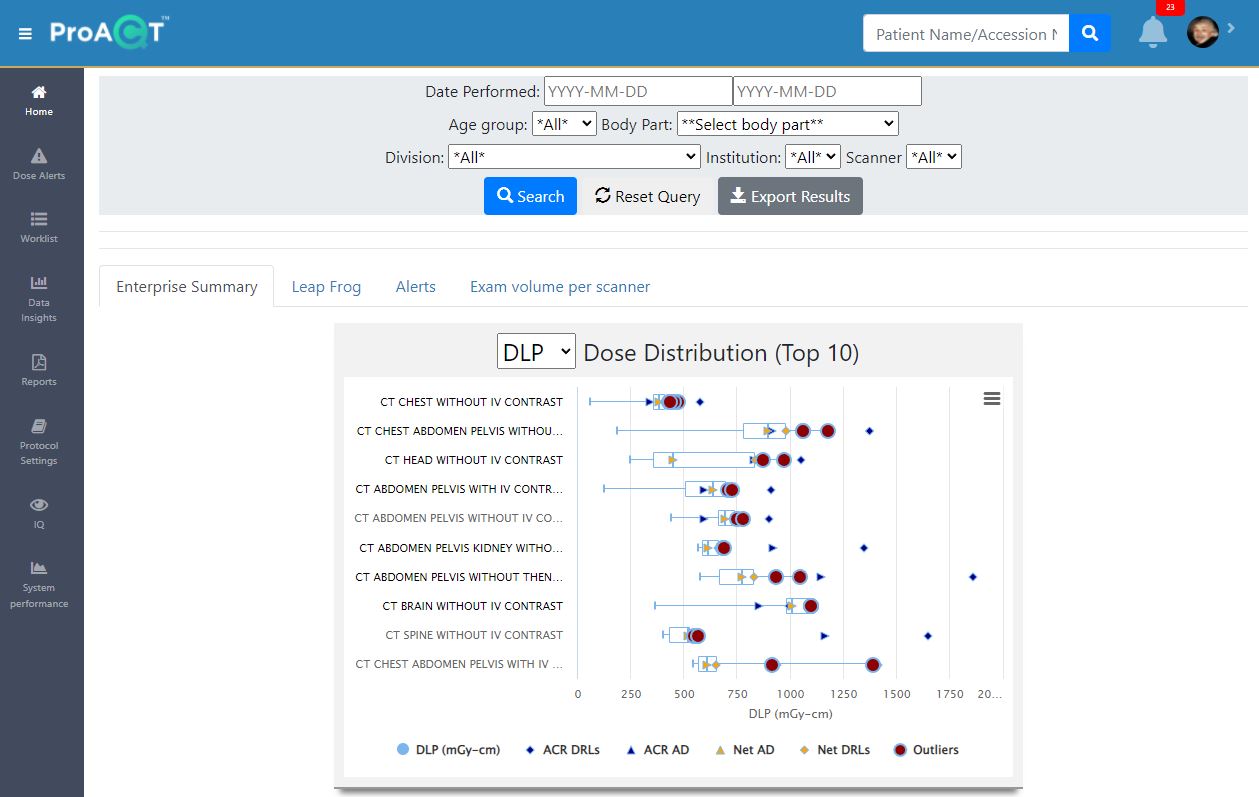 ProACT™
Patient Name/Accession N
23
Home
Dose Alerts
Worklist
Data
Insights
Reports
Protocol
Settings
IQ
System
performance
Date Performed: YYYY-MM-DD YYYY-MM-DD
Age group: *All* Body Part: **Select body part**
Division: *All* Institution: *All* Scanner *All*
Search Reset Query Export Results
Enterprise Summary Leap Frog Alerts Exam volume per scanner
DLP Dose Distribution (Top 10)
CT CHEST WITHOUT IV CONTRAST
CT CHEST ABDOMEN PELVIS WITHOU...
CT HEAD WITHOUT IV CONTRAST
CT ABDOMEN PELVIS WITH IV CONTR...
CT ABDOMEN PELVIS WITHOUT IV CO...
CT ABDOMEN PELVIS KIDNEY WITHO...
CT ABDOMEN PELVIS WITHOUT THEN...
CT BRAIN WITHOUT IV CONTRAST
CT SPINE WITHOUT IV CONTRAST
CT CHEST ABDOMEN PELVIS WITH IV ...
0 250 500 750 1000 1250 1500 1750 20...
DLP (mGy-cm)
DLP (mGy-cm) ACR DRLs ACR AD Net AD Net DRLs Outliers